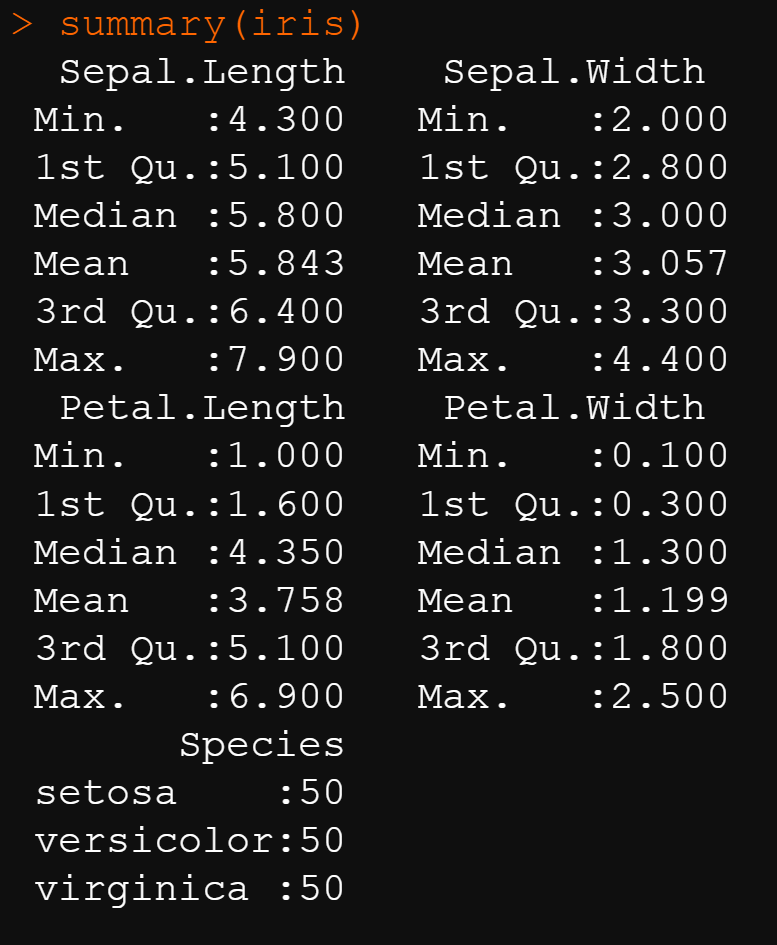 > summary(iris)
  Sepal.Length    Sepal.Width
 Min.   :4.300   Min.   :2.000
 1st Qu.:5.100   1st Qu.:2.800
 Median :5.800   Median :3.000
 Mean   :5.843   Mean   :3.057
 3rd Qu.:6.400   3rd Qu.:3.300
 Max.   :7.900   Max.   :4.400
  Petal.Length    Petal.Width
 Min.   :1.000   Min.   :0.100
 1st Qu.:1.600   1st Qu.:0.300
 Median :4.350   Median :1.300
 Mean   :3.758   Mean   :1.199
 3rd Qu.:5.100   3rd Qu.:1.800
 Max.   :6.900   Max.   :2.500
       Species
 setosa    :50
 versicolor:50
 virginica :50